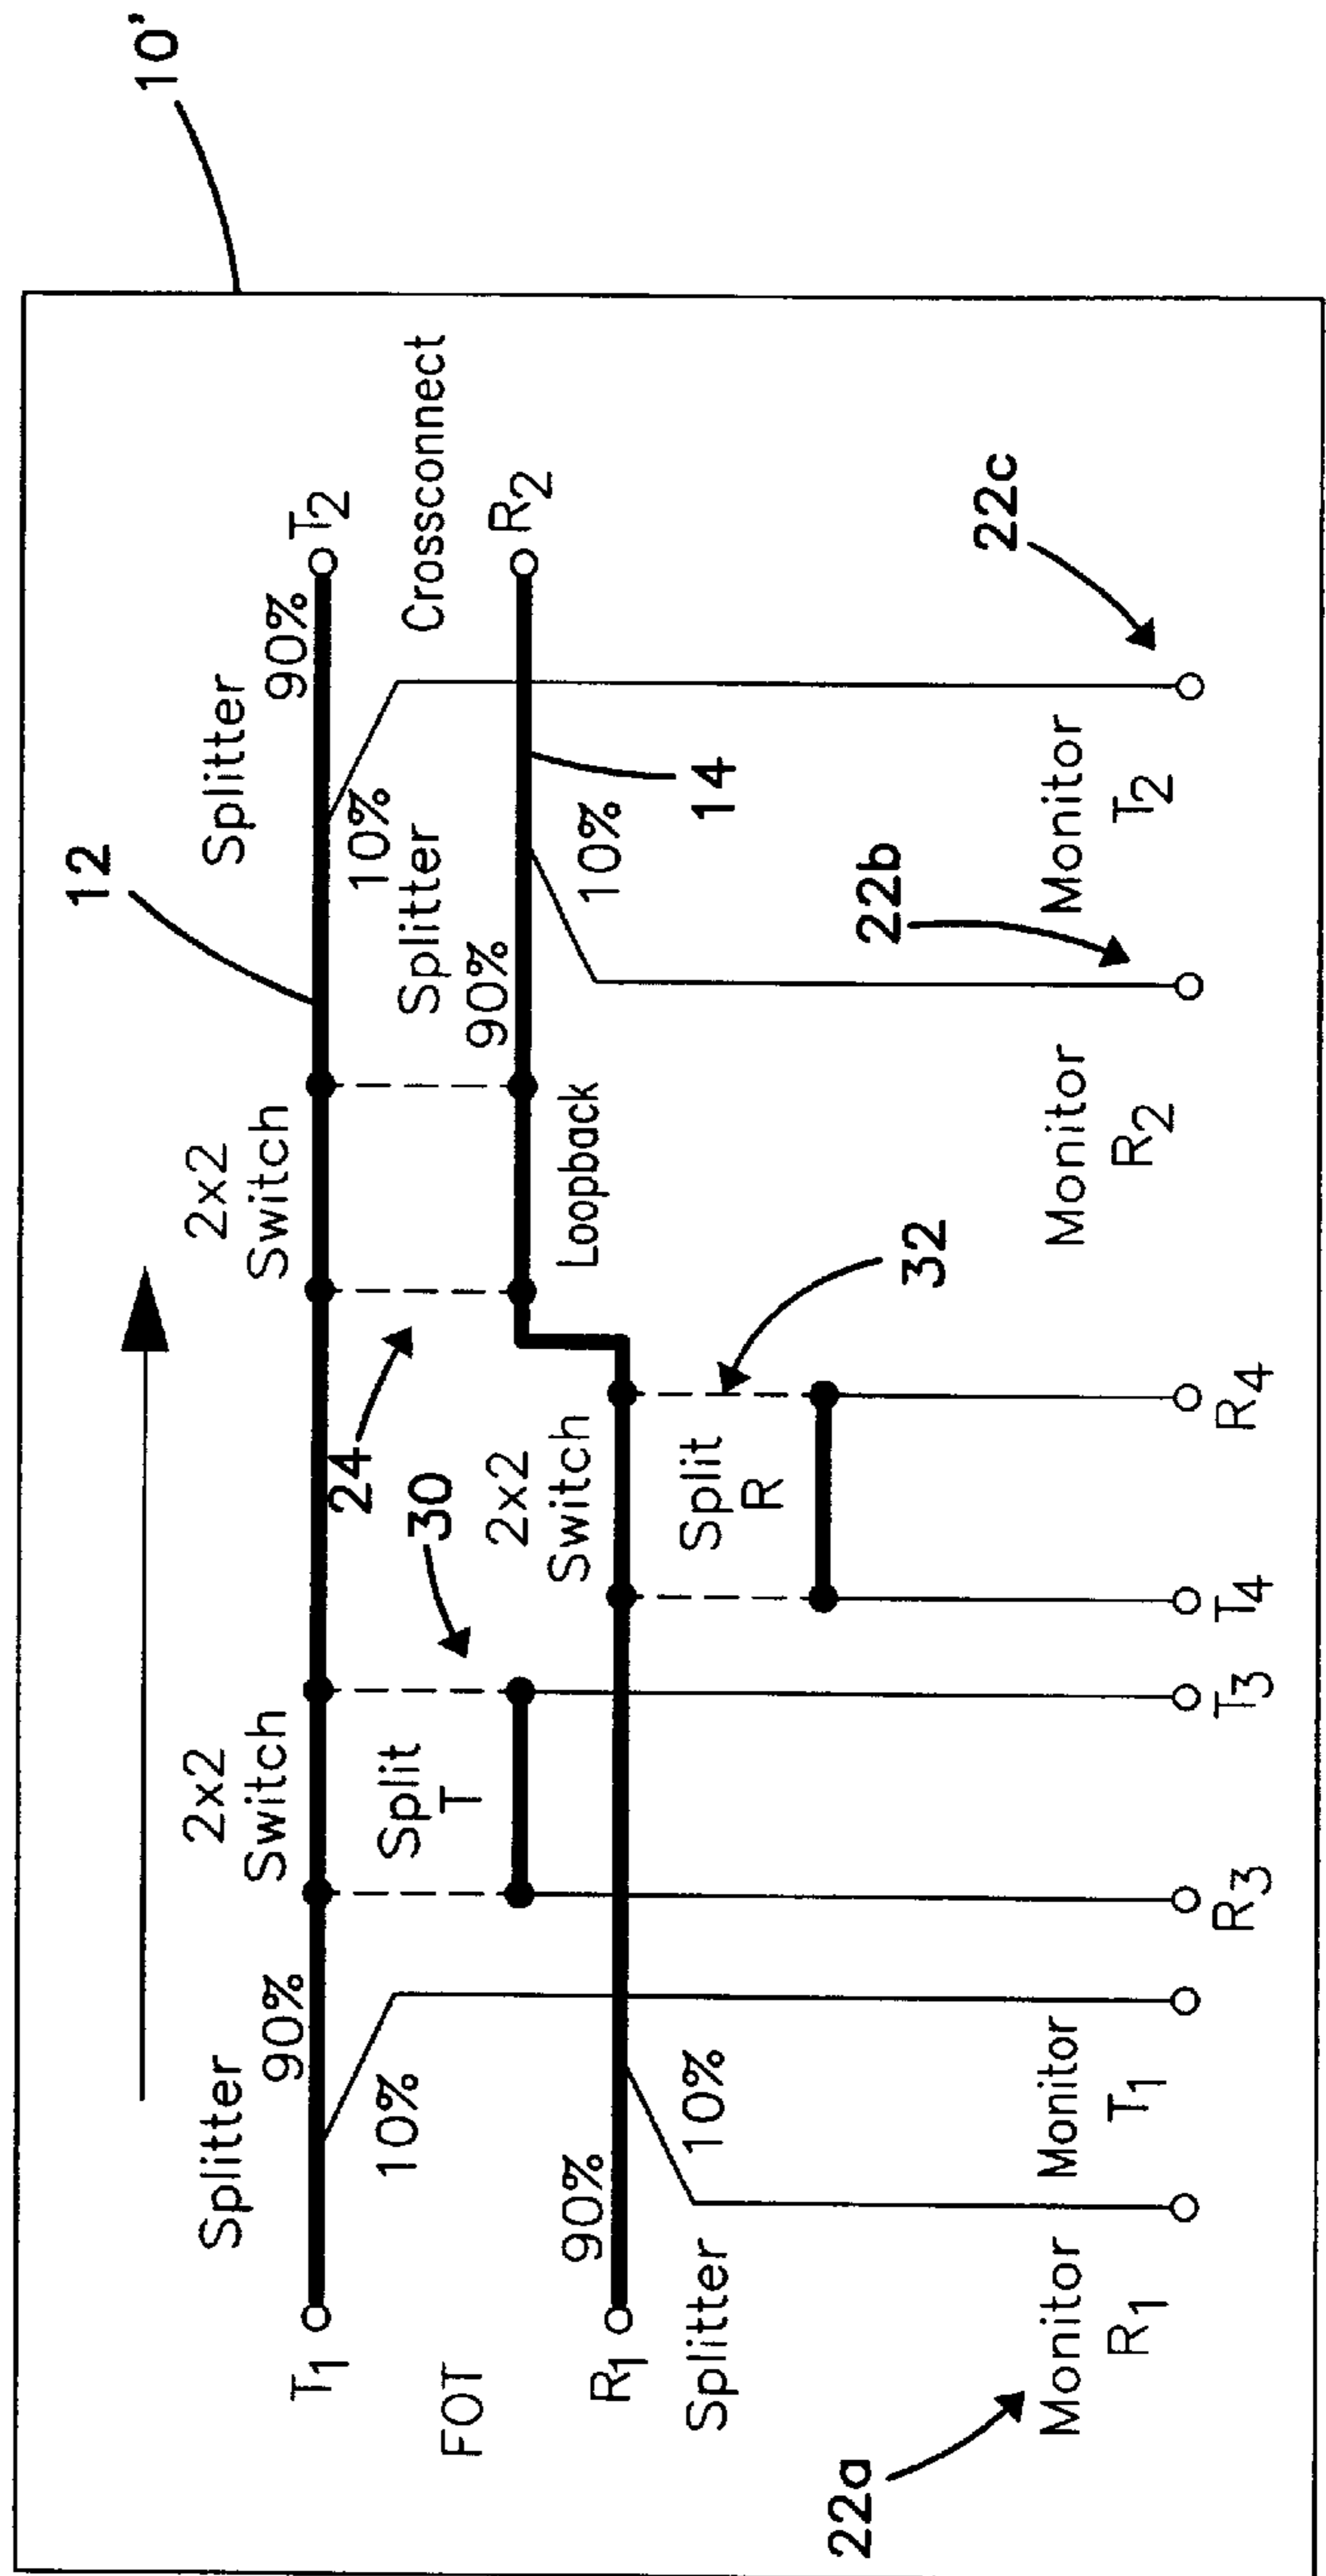 10'
12
Splitter
2x2
Switch
2x2
Switch
Splitter
90%
90%
T1
T2
10%
10%
Split
T
24
30
Splitter
90%
Crossconnect
FOT
R2
2x2
Switch
Loopback
10%
14
90%
R1
10%
Splitter
Split
R
32
22b
22c
22a
Monitor
R1
Monitor
T1
Monitor
R2
Monitor
T2
R3
T3
T4
R4